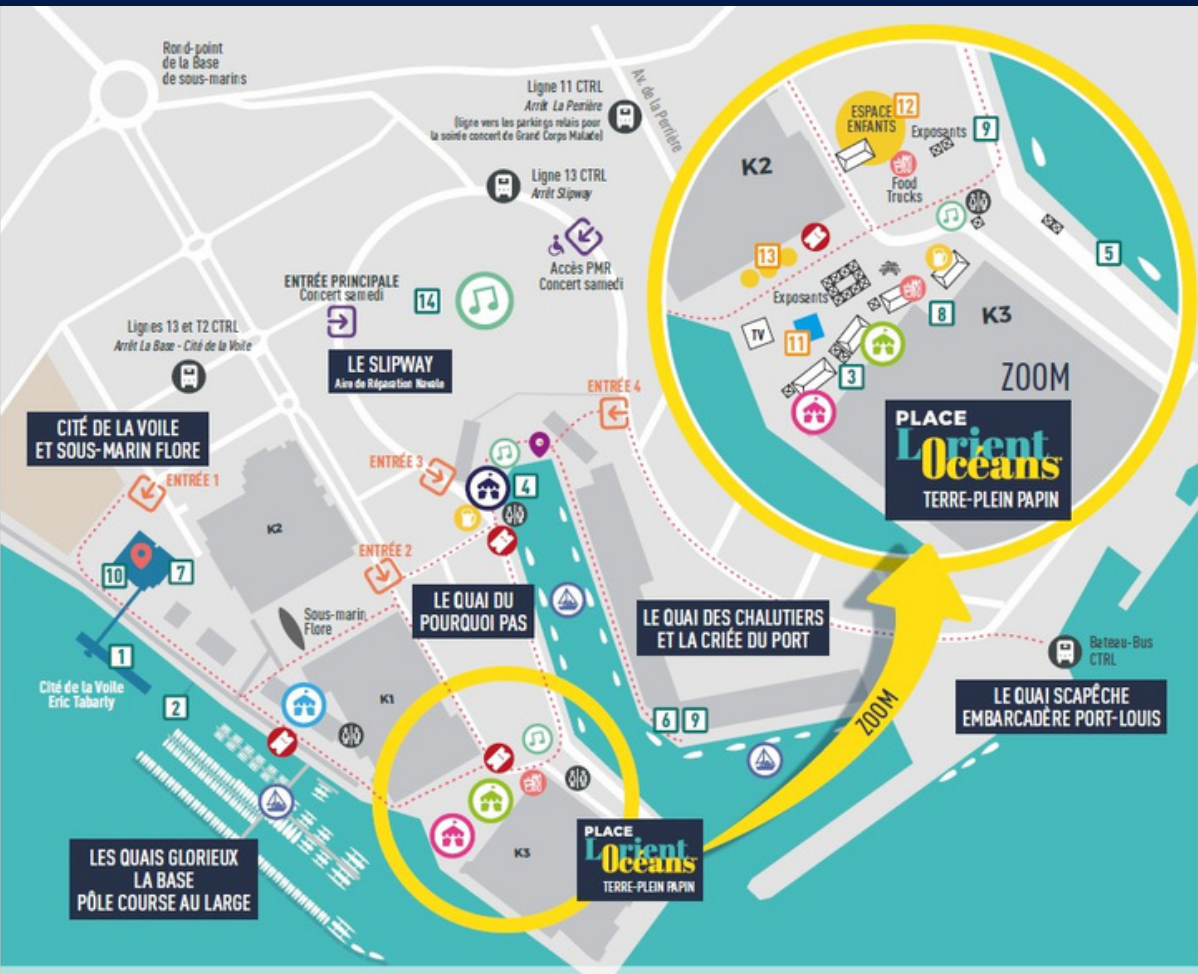 Rond-point
de la Base
de sous-marins
Ligne 11 CTRL
Arrêt La Perrière
(ligne vers les parkings relais pour
la soirée concert de Grand Corps Malade)
Av. de la Perrière
Ligne 13 CTRL
Arrêt Slipway
Accès PMR
Concert samedi
ENTRÉE PRINCIPALE
Concert samedi
14
LE SLIPWAY
Aire de Réparation Navale
Lignes 13 et T2 CTRL
Arrêt La Base - Cité de la Voile
CITÉ DE LA VOILE
ET SOUS-MARIN FLORE
ENTRÉE 1
ENTRÉE 2
ENTRÉE 3
ENTRÉE 4
4
K2
10
7
Sous-marin
Flore
1
Cité de la Voile
Eric Tabarly
2
K1
LE QUAI DU
POURQUOI PAS
LE QUAI DES CHALUTIERS
ET LA CRIÉE DU PORT
6
9
Bateau-Bus
CTRL
LE QUAI SCAPÊCHE
EMBARCADÈRE PORT-LOUIS
LES QUAIS GLORIEUX
LA BASE
PÔLE COURSE AU LARGE
K3
PLACE
Lorient
Océans
TERRE-PLEIN PAPIN
ZOOM
K2
ESPACE
ENFANTS
12
Exposants
9
Food
Trucks
13
5
Exposants
8
K3
TV
11
3
ZOOM
PLACE
Lorient
Océans
TERRE-PLEIN PAPIN